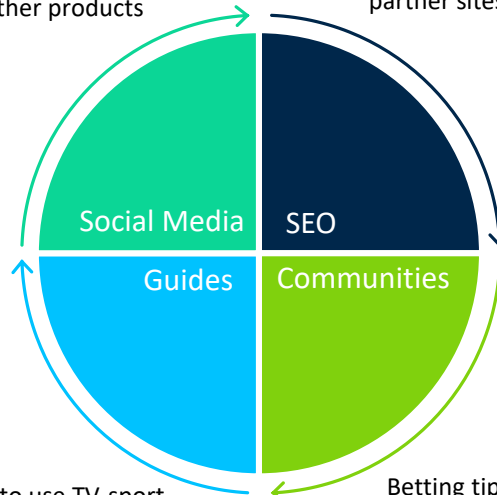 ther products
partner sites
Social Media
SEO
Guides
Communities
to use TV-sport
Betting tip